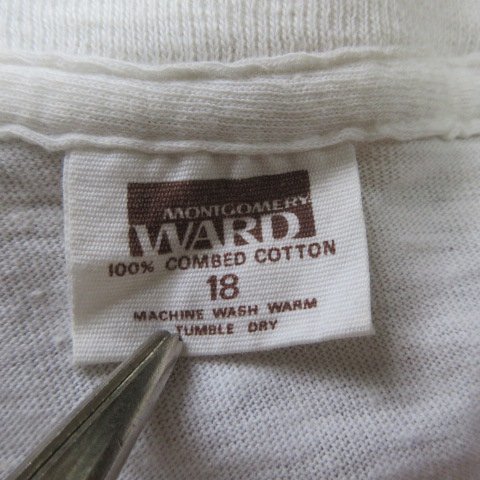 MONTGOMERY
WARD
100% COMBED COTTON
18
MACHINE WASH WARM
TUMBLE DRY